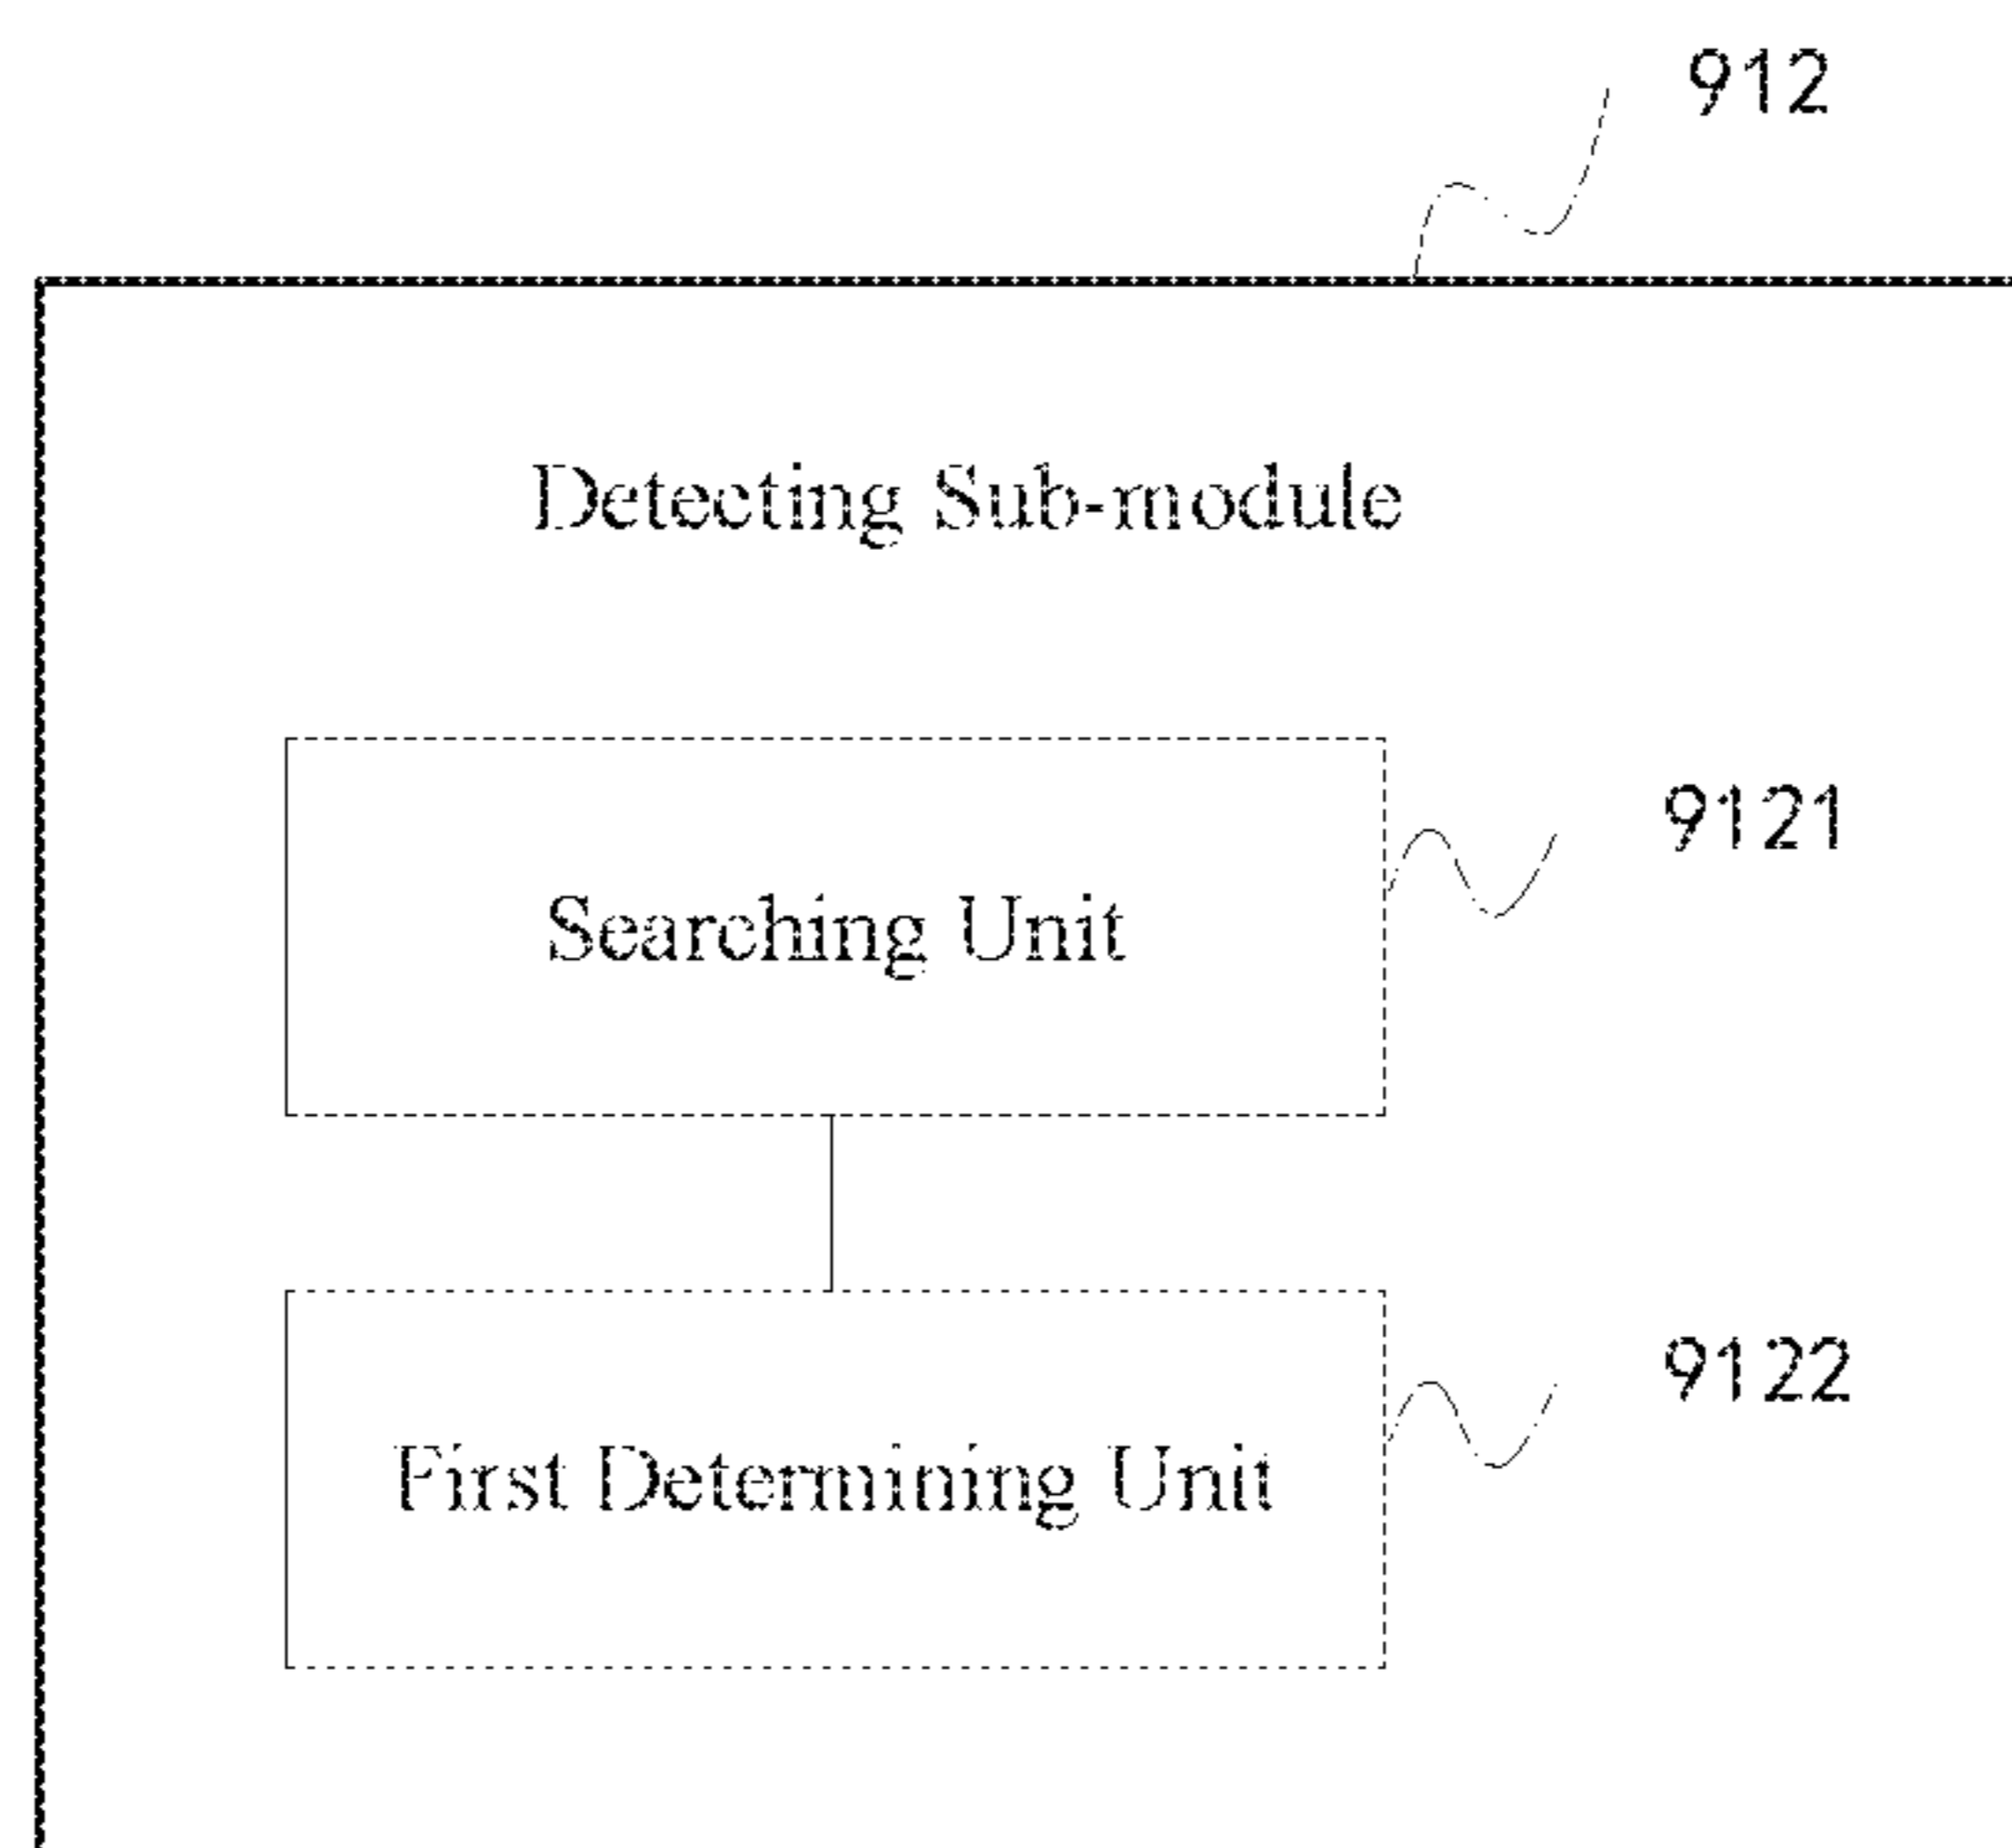 912
Detecting Sub-module
9121
Searching Unit
9122
First Determining Unit